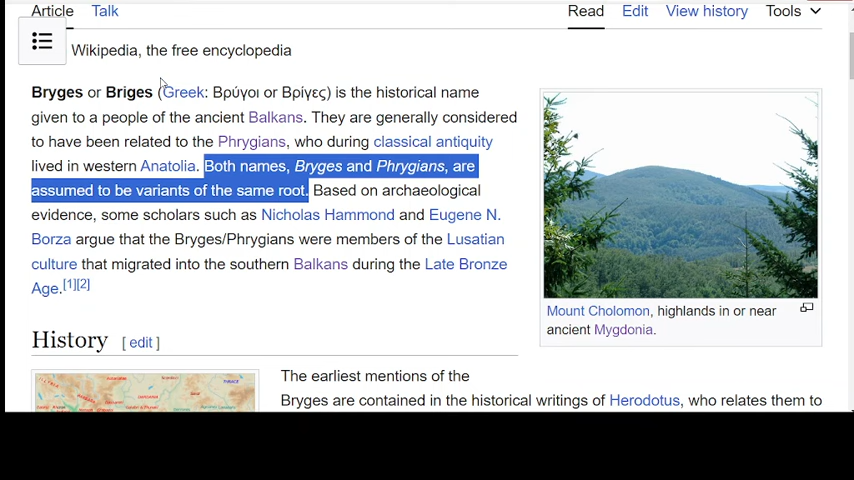 Article Talk Read Edit View history Tools
Wikipedia, the free encyclopedia
Bryges or Briges (Greek: Βρύγοι or Βρίγες) is the historical name
given to a people of the ancient Balkans. They are generally considered
to have been related to the Phrygians, who during classical antiquity
lived in western Anatolia. Both names, Bryges and Phrygians, are
assumed to be variants of the same root. Based on archaeological
evidence, some scholars such as Nicholas Hammond and Eugene N.
Borza argue that the Bryges/Phrygians were members of the Lusatian
culture that migrated into the southern Balkans during the Late Bronze
Age.[1][2]
Mount Cholomon, highlands in or near
ancient Mygdonia.
History [ edit ]
The earliest mentions of the
Bryges are contained in the historical writings of Herodotus, who relates them to